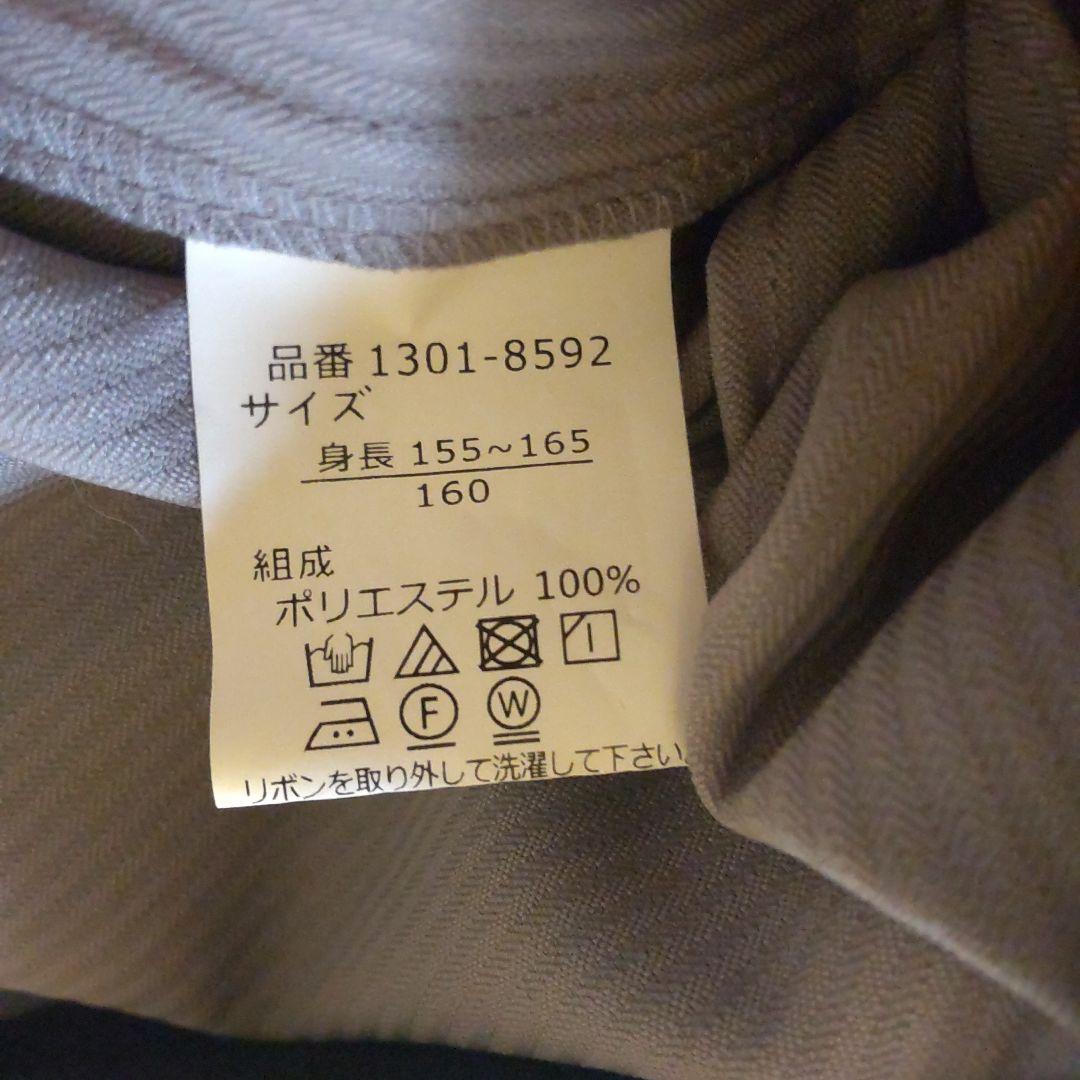 品番 1301-8592
サイズ
身長 155~165
160
組成
ポリエステル 100%
F W
リボンを取り外して洗濯して下さい